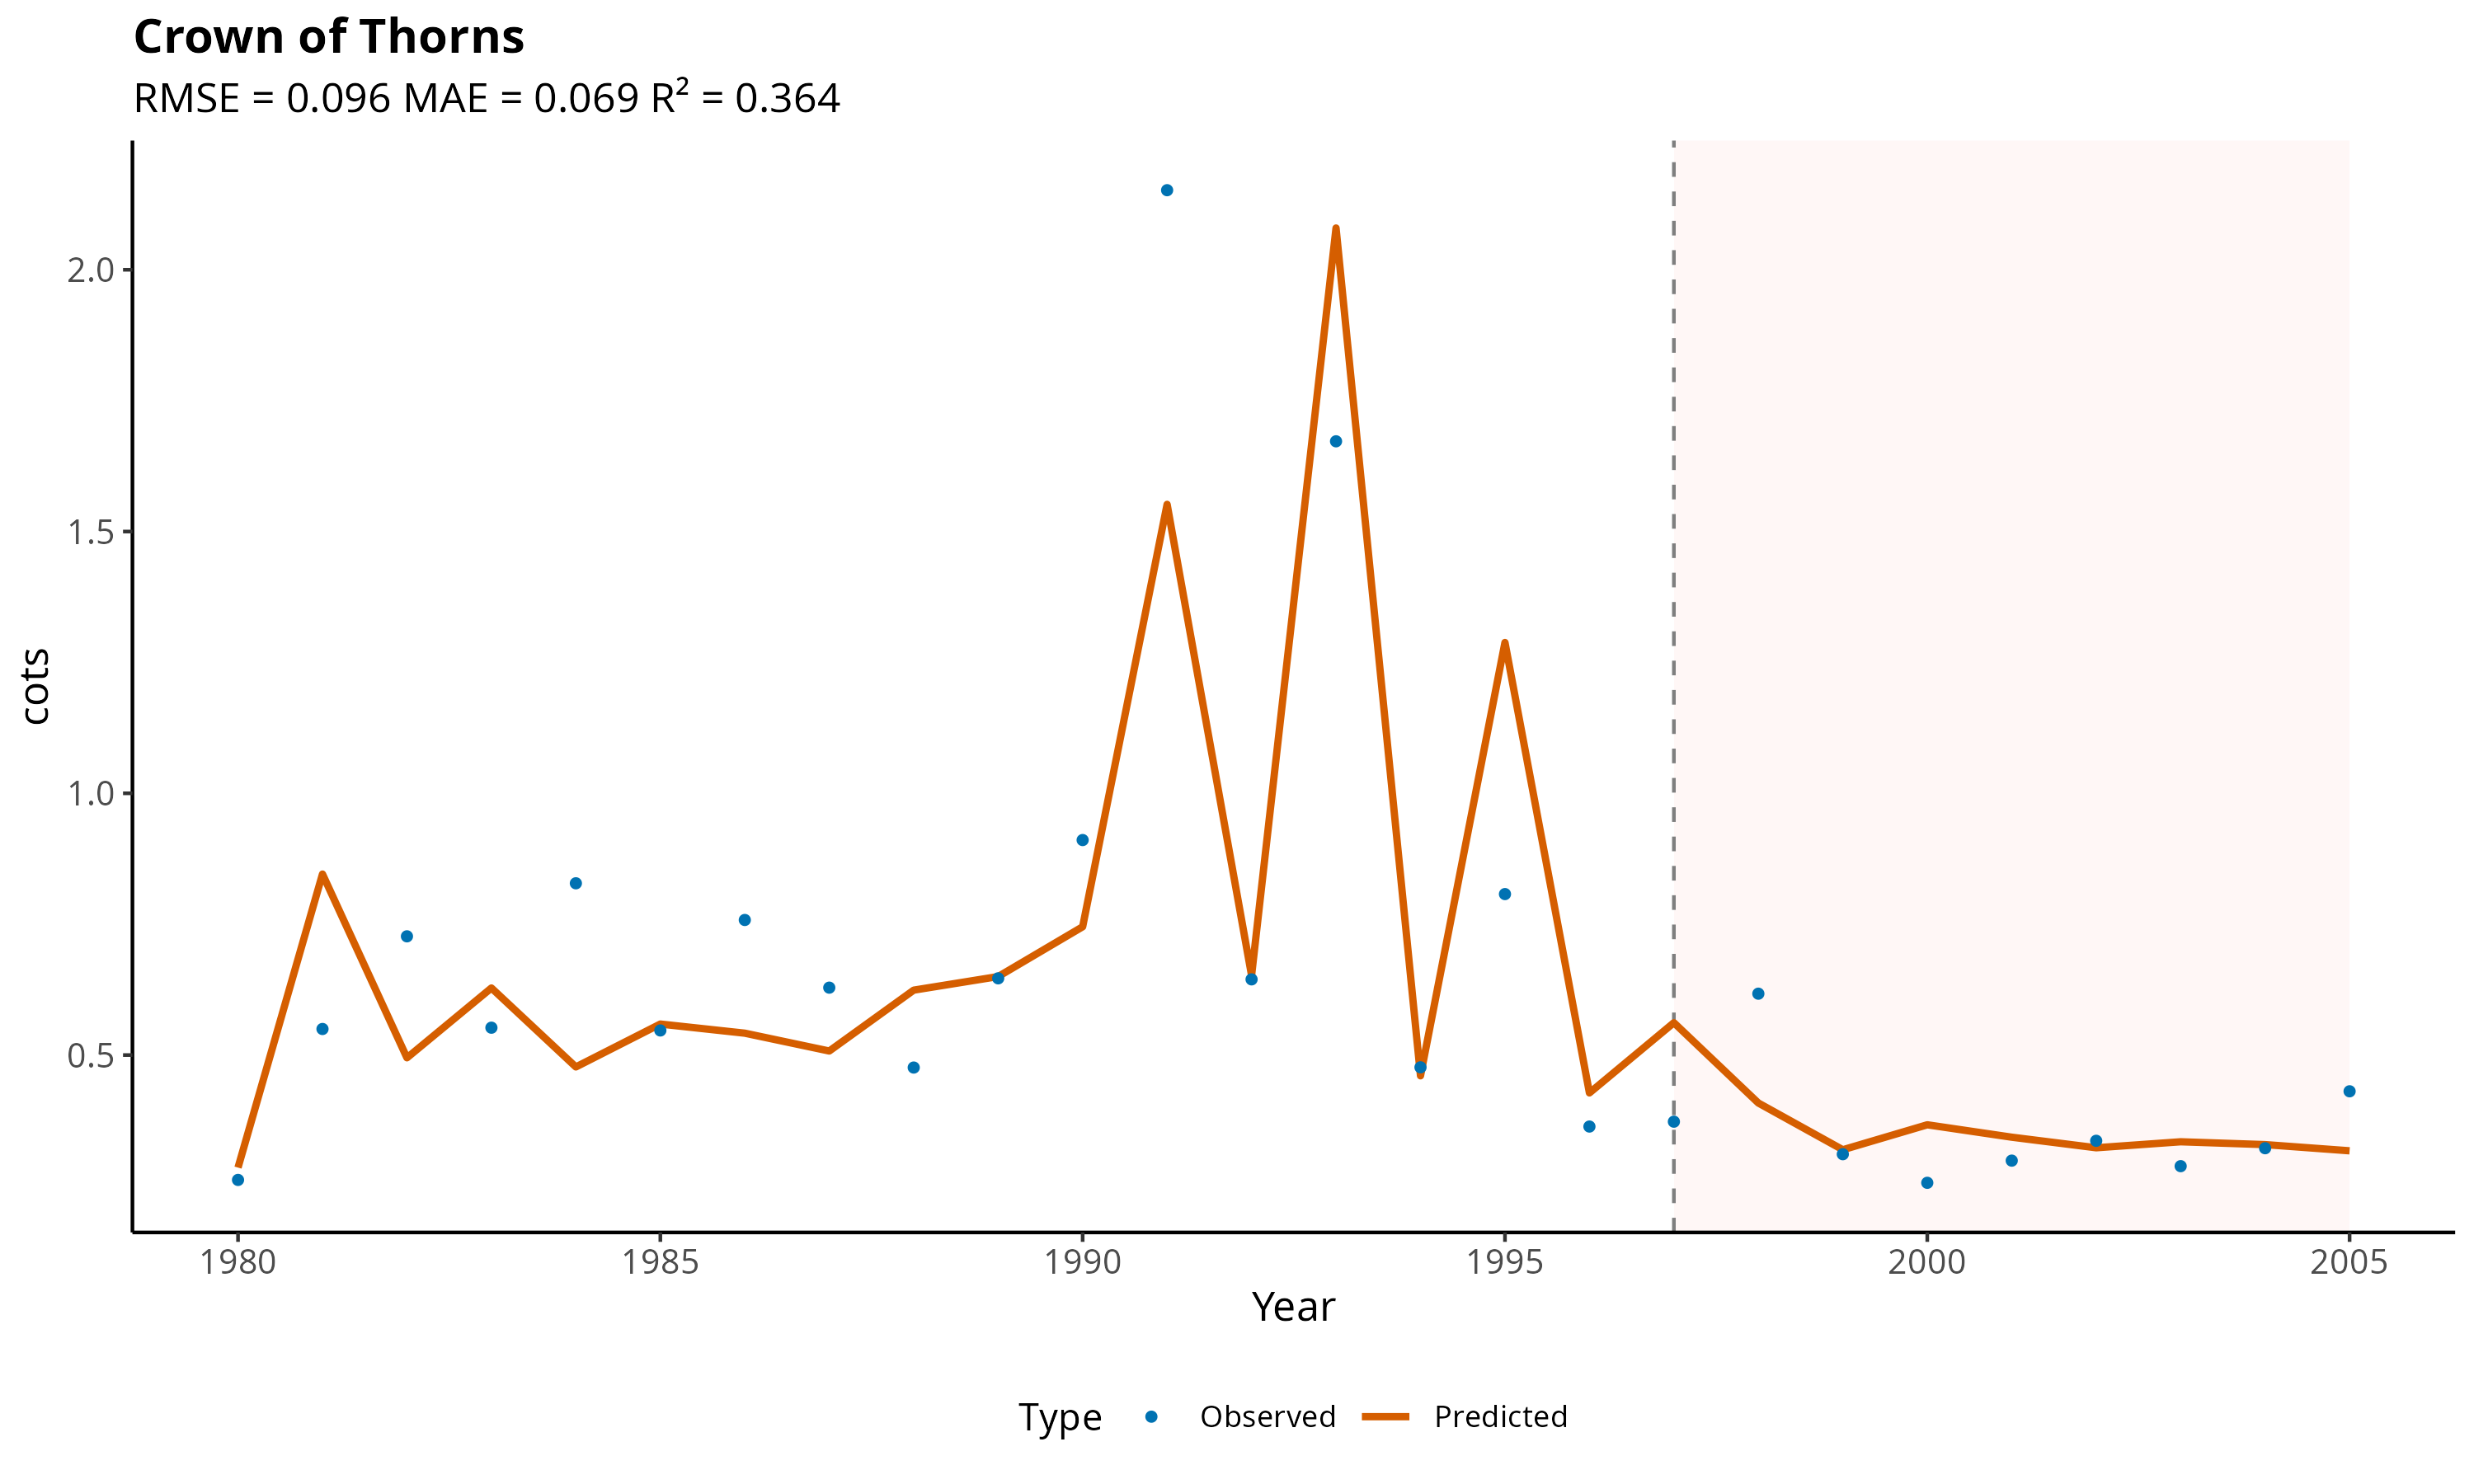 Crown of Thorns
RMSE = 0.096 MAE = 0.069 R² = 0.364
cots
2.0
1.5
1.0
0.5
1980 1985 1990 1995 2000 2005
Year
Type Observed Predicted